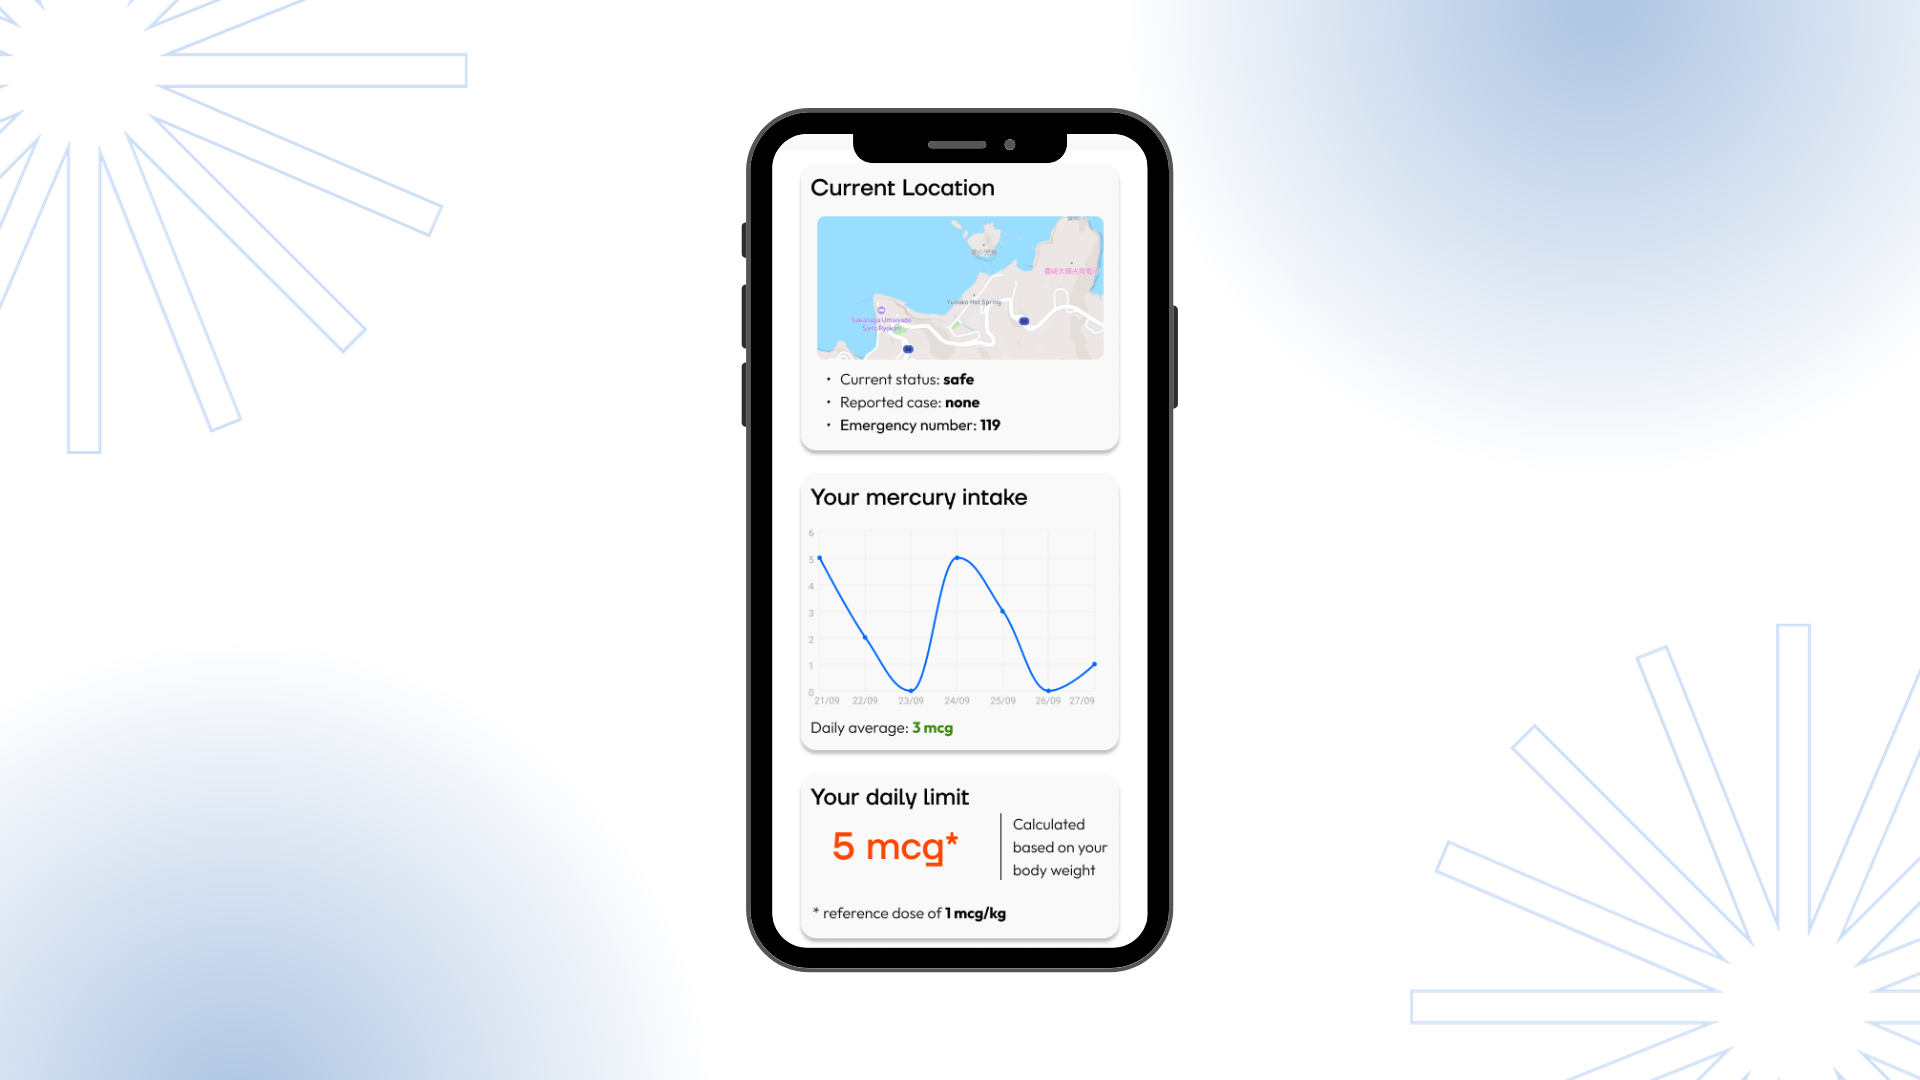 Current Location
Yunoko Hot Spring
Sakanaga Umaiyado
Sans Ryokan
• Current status: safe
• Reported case: none
• Emergency number: 119
Your mercury intake
6
5
4
3
2
1
0
21/09 22/09 23/09 24/09 25/09 26/09 27/09
Daily average: 3 mcg
Your daily limit
5 mcg*
Calculated
based on your
body weight
* reference dose of 1 mcg/kg